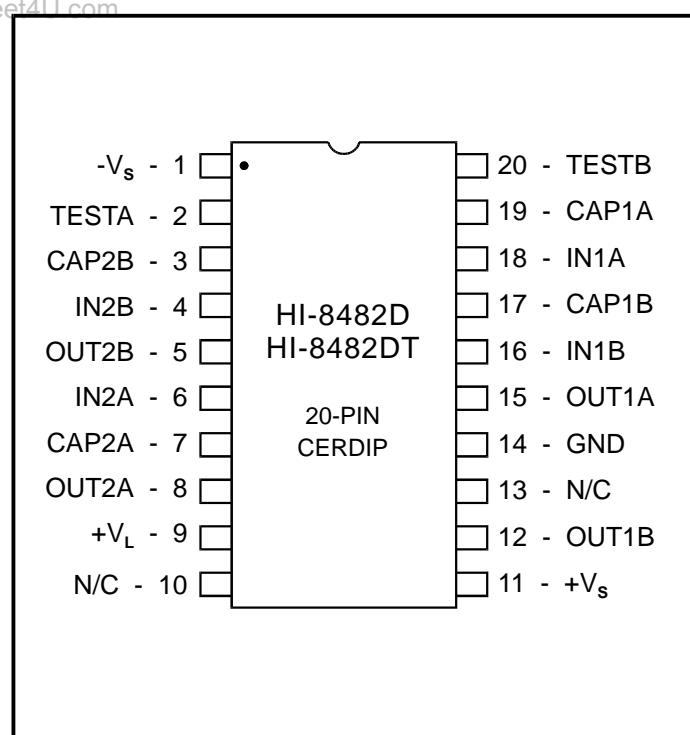 eet4U.com
-Vs - 1
TESTA - 2
CAP2B - 3
IN2B - 4
OUT2B - 5
IN2A - 6
CAP2A - 7
OUT2A - 8
+VL - 9
N/C - 10
HI-8482D
HI-8482DT
20-PIN
CERDIP
20 - TESTB
19 - CAP1A
18 - IN1A
17 - CAP1B
16 - IN1B
15 - OUT1A
14 - GND
13 - N/C
12 - OUT1B
11 - +Vs